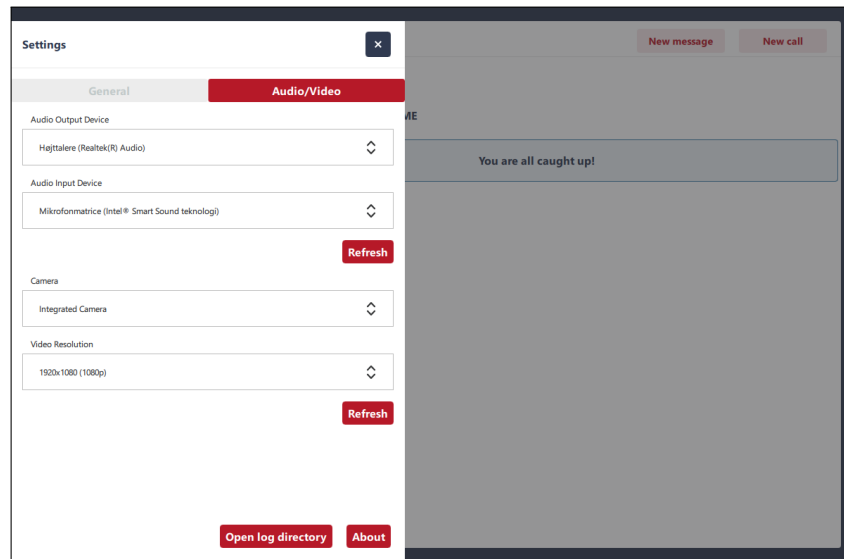 Settings
×
New message
New call
General
Audio/Video
Audio Output Device
ME
Højttalere (Realtek(R) Audio)
You are all caught up!
Audio Input Device
Mikrofonmatrice (Intel® Smart Sound teknologi)
Refresh
Camera
Integrated Camera
Video Resolution
1920x1080 (1080p)
Refresh
Open log directory
About